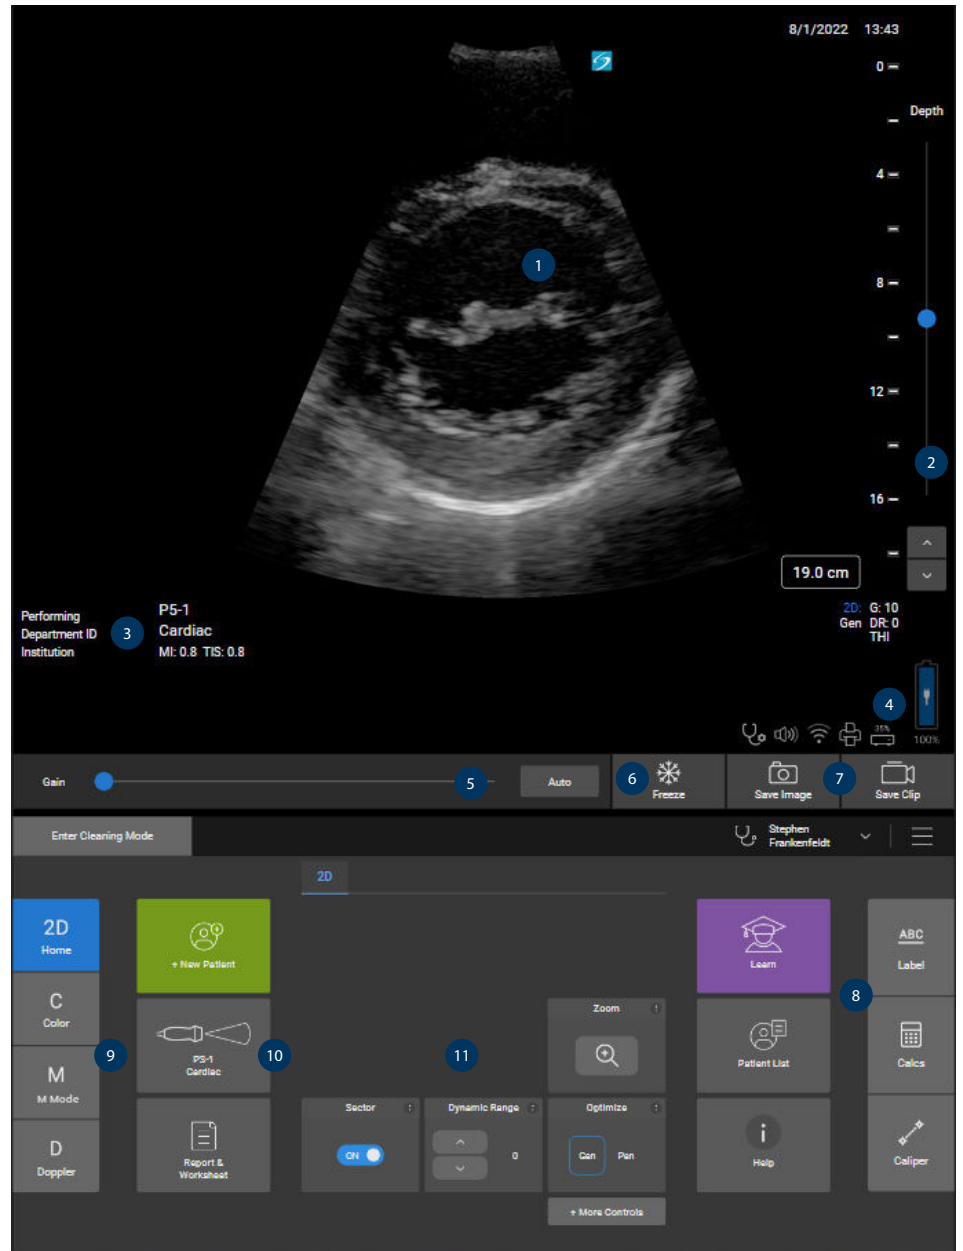 8/1/2022 13:43
0
Depth
4
1
8
12
2
16
19.0 cm
Performing
Department ID
Institution
3
P5-1
Cardiac
MI: 0.8 TIS: 0.8
2D: G: 10
Gen DR: 0
THI
4
35%
100%
Gain
5
Auto
6
Freeze
Save Image
7
Save Clip
Enter Cleaning Mode
Stephen
Frankenfeldt
2D
2D
Home
+ New Patient
Learn
ABC
Label
8
C
Color
9
P5-1
Cardiac
10
11
Zoom
Patient List
Calcs
M
M Mode
D
Doppler
Report &
Worksheet
Sector
ON
Dynamic Range
0
Optimize
Gen Pen
+ More Controls
i
Help
Caliper